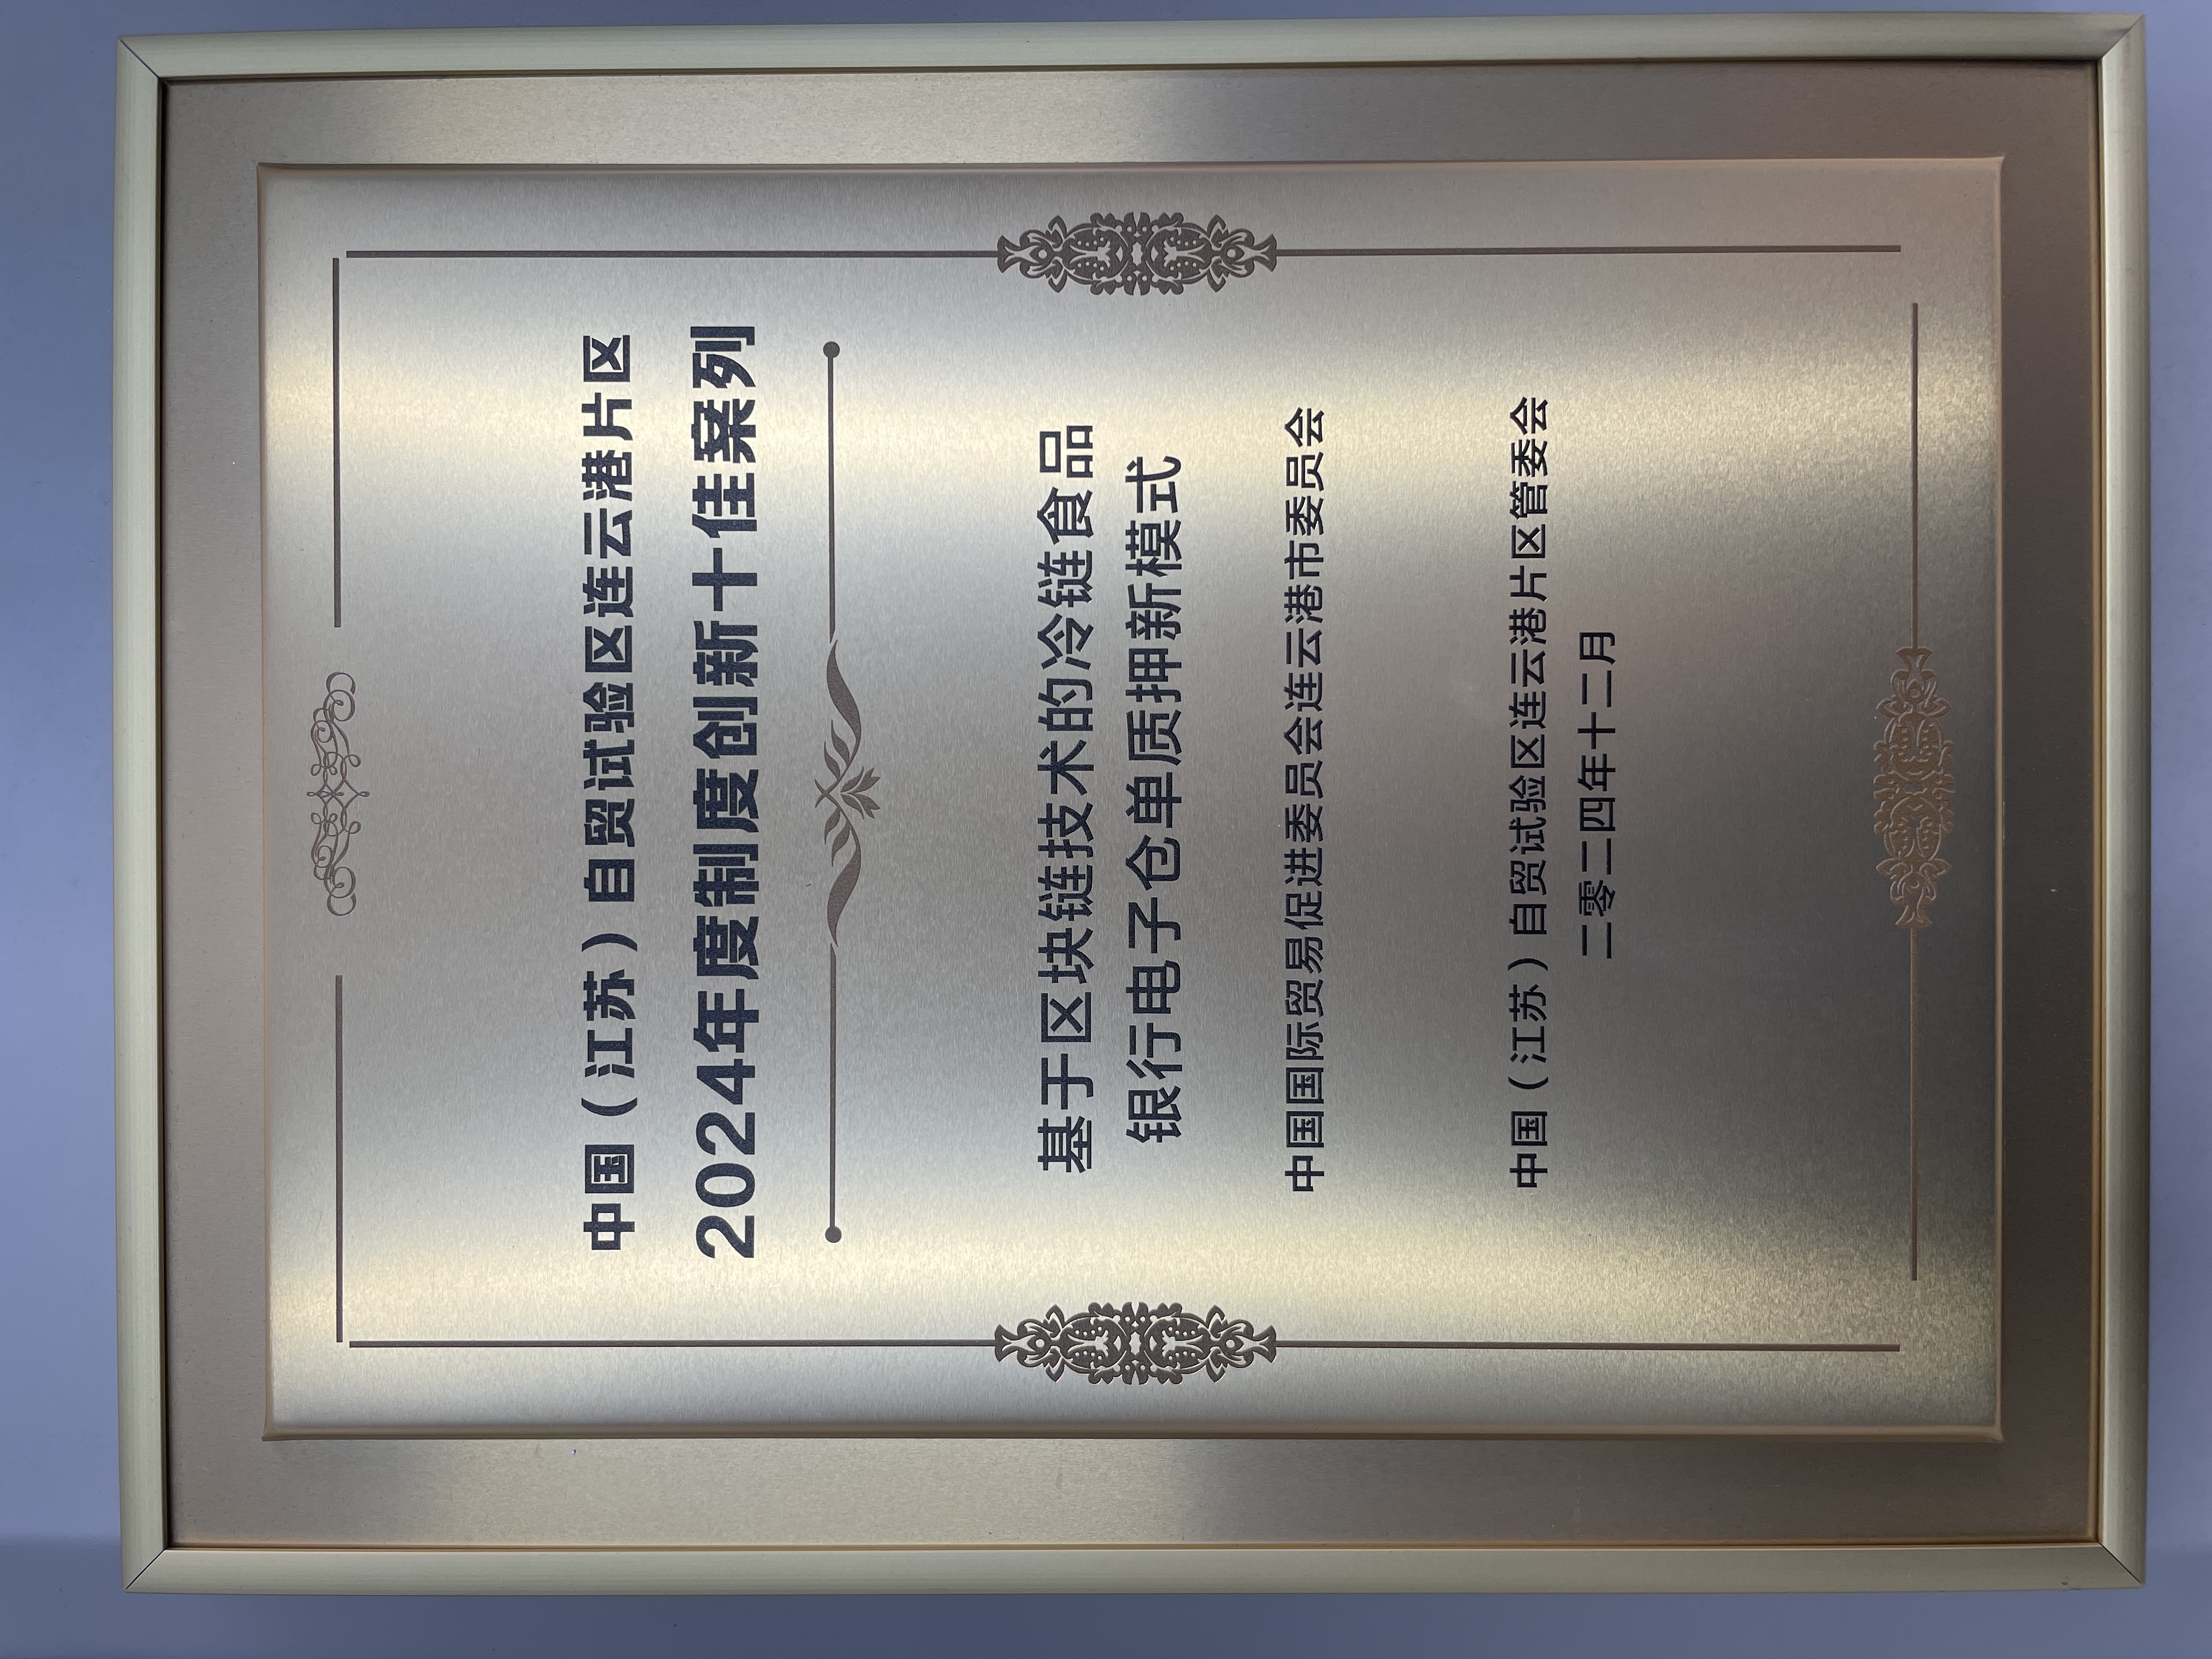 中国（江苏）自贸试验区连云港片区
2024年度制度创新十佳案列
基于区块链技术的冷链食品
银行电子仓单质押新模式
中国国际贸易促进委员会连云港市委员会
中国（江苏）自贸试验区连云港片区管委会
二零二四年十二月